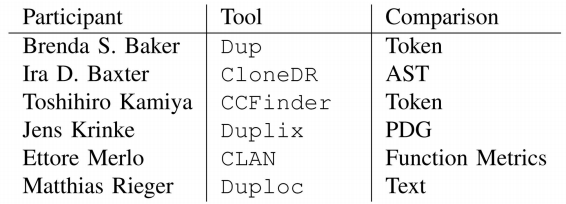 Participant Tool Comparison
Brenda S. Baker Dup Token
Ira D. Baxter CloneDR AST
Toshihiro Kamiya CCFinder Token
Jens Krinke Duplix PDG
Ettore Merlo CLAN Function Metrics
Matthias Rieger Duploc Text